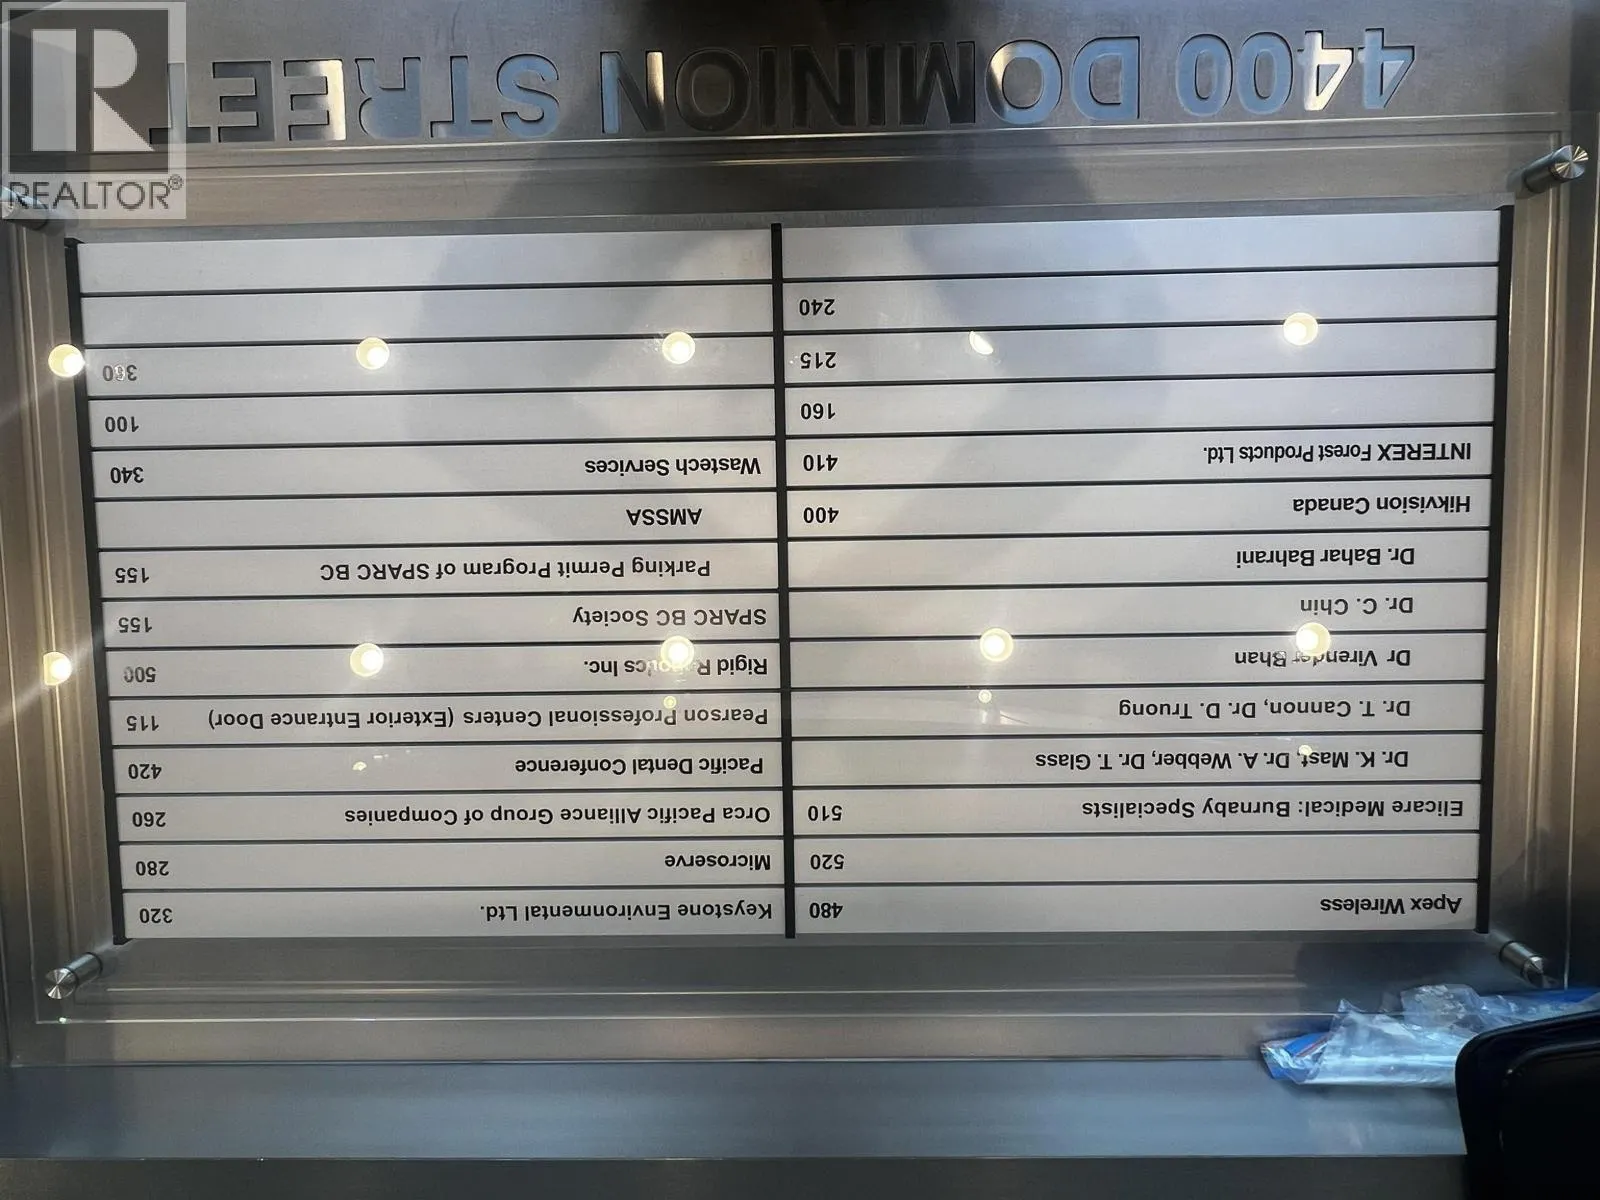 Apex Wireless 480
520
Elicare Medical: Burnaby Specialists 510
Dr. K. Mast, Dr. A. Webber, Dr. T. Glass
Dr. T. Cannon, Dr. D. Truong
Dr Virender Bhan
Dr. C. Chin
Dr. Bahar Bahrani
Hikvision Canada 400
INTEREX Forest Products Ltd. 410
160
215
240
Keystone Environmental Ltd. 320
Microserve 280
Orca Pacific Alliance Group of Companies 260
Pacific Dental Conference 420
Pearson Professional Centers (Exterior Entrance Door) 115
Rigid Robotics Inc. 500
SPARC BC Society 155
Parking Permit Program of SPARC BC 155
AMSSA
Wastech Services 340
100
360
4400 DOMINION STREET
REALTOR®